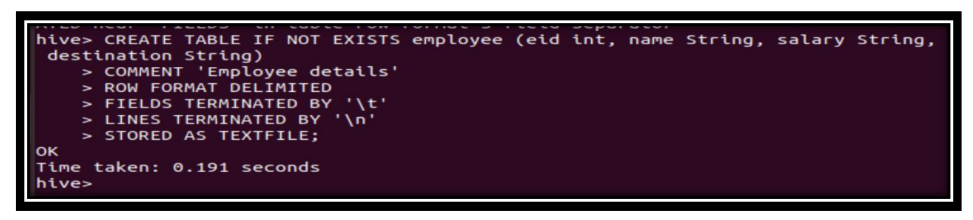 hive> CREATE TABLE IF NOT EXISTS employee (eid int, name String, salary String,
destination String)
> COMMENT 'Employee details'
> ROW FORMAT DELIMITED
> FIELDS TERMINATED BY '\t'
> LINES TERMINATED BY '\n'
> STORED AS TEXTFILE;
OK
Time taken: 0.191 seconds
hive>